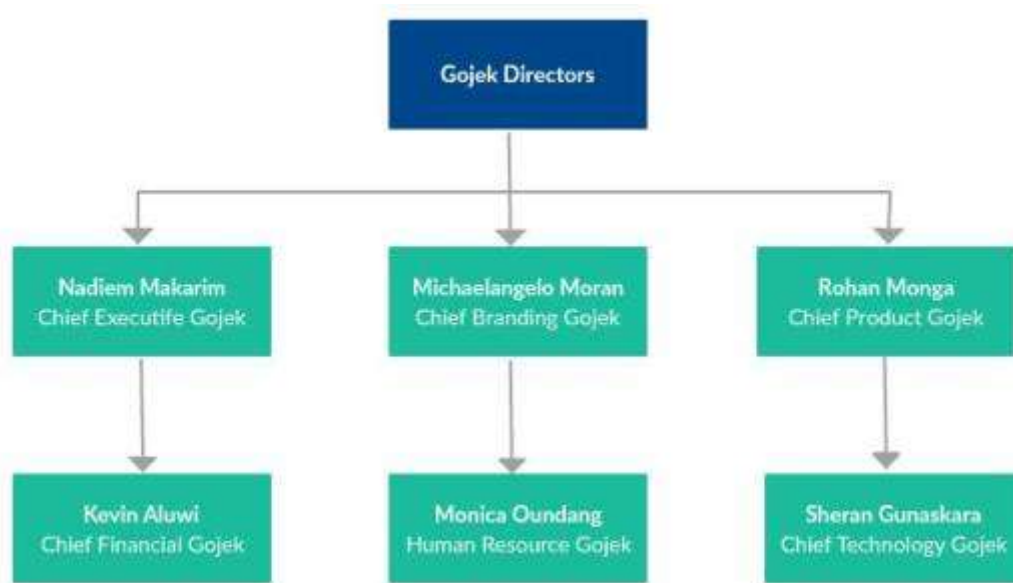 Gojek Directors
Nadiem Makarim
Chief Executife Gojek
Michaelangelo Moran
Chief Branding Gojek
Rohan Monga
Chief Product Gojek
Kevin Aluwi
Chief Financial Gojek
Monica Oundang
Human Resource Gojek
Sheran Gunaskara
Chief Technology Gojek